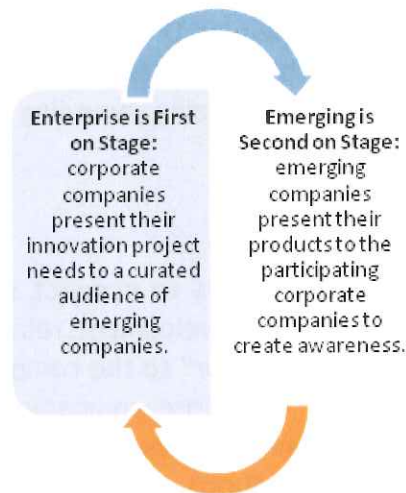 Enterprise is First
on Stage:
corporate
companies
present their
innovation project
needs to a curated
audience of
emerging
companies.
Emerging is
Second on Stage:
emerging
companies
present their
products to the
participating
corporate
companies to
create awareness.